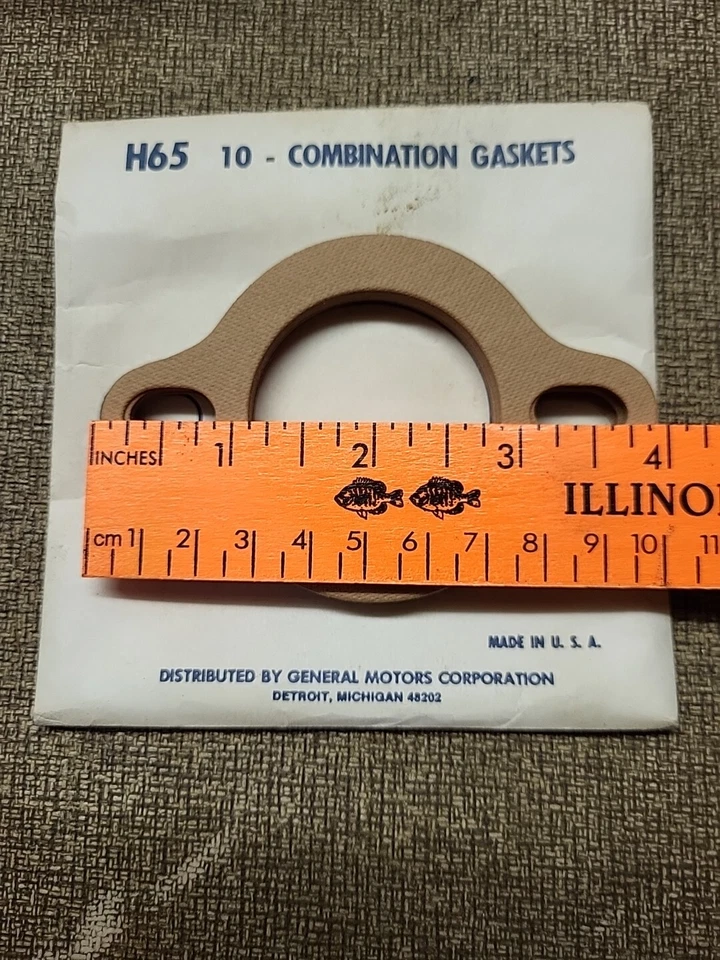 H65 10 - COMBINATION GASKETS
INCHES 1 2 3 4
ILLINO
cm 1 2 3 4 5 6 7 8 9 10 11
MADE IN U. S. A.
DISTRIBUTED BY GENERAL MOTORS CORPORATION
DETROIT, MICHIGAN 48202